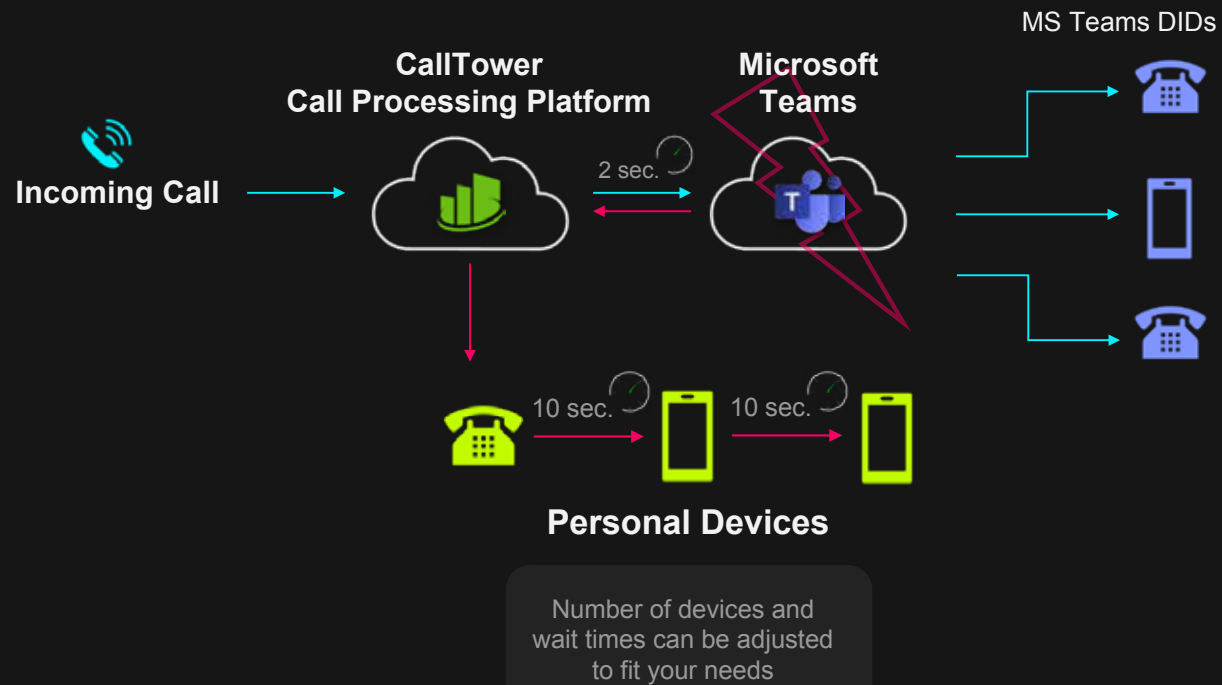 MS Teams DIDs
CallTower
Call Processing Platform
Microsoft
Teams
Incoming Call
2 sec.
T
10 sec.
10 sec.
Personal Devices
Number of devices and
wait times can be adjusted
to fit your needs